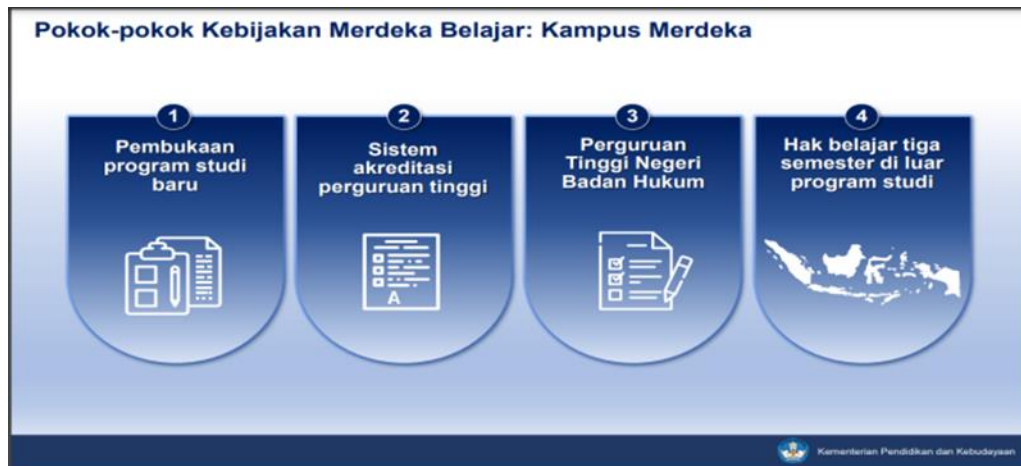 Pokok-pokok Kebijakan Merdeka Belajar: Kampus Merdeka
1
Pembukaan
program studi
baru
2
Sistem
akreditasi
perguruan tinggi
A
3
Perguruan
Tinggi Negeri
Badan Hukum
4
Hak belajar tiga
semester di luar
program studi
Kementerian Pendidikan dan Kebudayaan